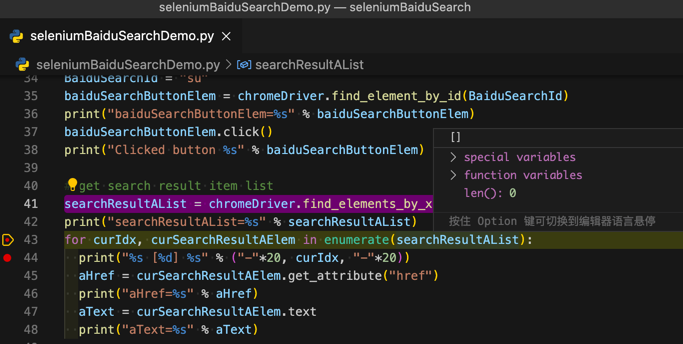 seleniumBaiduSearchDemo.py — seleniumBaiduSearch
seleniumBaiduSearchDemo.py ×
seleniumBaiduSearchDemo.py > searchResultAList
34 BaiduSearchId = "su"
35 baiduSearchButtonElem = chromeDriver.find_element_by_id(BaiduSearchId)
36 print("baiduSearchButtonElem=%s" % baiduSearchButtonElem)
37 baiduSearchButtonElem.click()
38 print("Clicked button %s" % baiduSearchButtonElem)
[]
> special variables
> function variables
len(): 0
按住 Option 键可切换到编辑器语言悬停
39
40 get search result item list
41 searchResultAList = chromeDriver.find_elements_by_x
42 print("searchResultAList=%s" % searchResultAList)
43 for curIdx, curSearchResultAElem in enumerate(searchResultAList):
44 print("%s [%d] %s" % ("-"*20, curIdx, "-"*20))
45 aHref = curSearchResultAElem.get_attribute("href")
46 print("aHref=%s" % aHref)
47 aText = curSearchResultAElem.text
48 print("aText=%s" % aText)